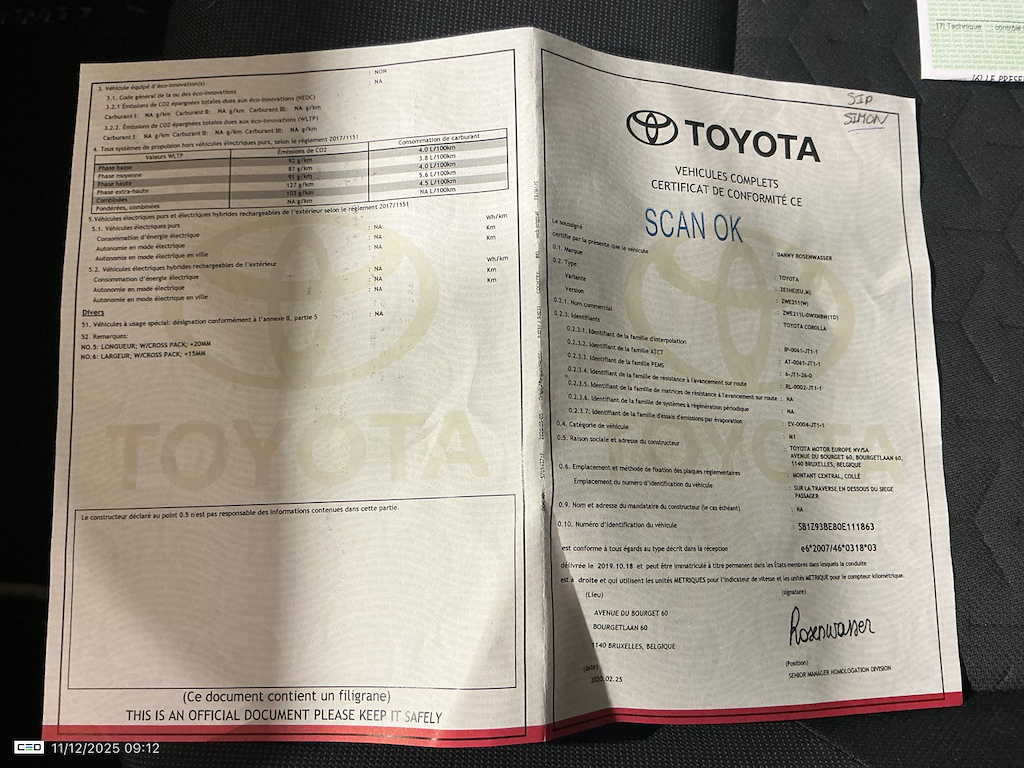 3. Véhicule équipé d'éco-innovation(s) : NON
3.1. Code général de la ou des éco-innovations : NA
3.2.1 Émissions de CO2 épargnées totales dues aux éco-innovations (NEDC)
Carburant I: NA g/km Carburant II: NA g/km Carburant III: NA g/km
3.2.2. Émissions de CO2 épargnées totales dues aux éco-innovations (WLTP)
Carburant I: NA g/km Carburant II: NA g/km Carburant III: NA g/km
4. Tous systèmes de propulsion hors véhicules électriques purs, selon le règlement 2017/1151
Valeurs WLTP Émissions de CO2 Consommation de carburant
Phase basse 92 g/km 4.0 L/100km
Phase moyenne 87 g/km 3.8 L/100km
Phase haute 91 g/km 4.0 L/100km
Phase extra-haute 127 g/km 5.6 L/100km
Combinées 103 g/km 4.5 L/100km
Pondérées, combinées NA g/km NA L/100km
5.Véhicules électriques purs et électriques hybrides rechargeables de l'extérieur selon le règlement 2017/1151
5.1. Véhicules électriques purs
Consommation d'énergie électrique : NA Wh/km
Autonomie en mode électrique : NA Km
Autonomie en mode électrique en ville : NA Km
5.2. Véhicules électriques hybrides rechargeables de l'extérieur
Consommation d'énergie électrique : NA Wh/km
Autonomie en mode électrique : NA Km
Autonomie en mode électrique en ville : NA Km
Divers
51. Véhicules à usage spécial: désignation conformément à l'annexe II, partie 5 : NA
52. Remarques:
NO.5: LONGUEUR; W/CROSS PACK; +20MM
NO.6: LARGEUR; W/CROSS PACK; +15MM
TOYOTA
Le constructeur déclaré au point 0.5 n'est pas responsable des informations contenues dans cette partie.
(Ce document contient un filigrane)
THIS IS AN OFFICIAL DOCUMENT PLEASE KEEP IT SAFELY
SIP
SIMON
TOYOTA
VEHICULES COMPLETS
CERTIFICAT DE CONFORMITÉ CE
SCAN OK
Le soussigné : DANNY ROSENWASSER
certifie par la présente que le véhicule
0.1. Marque : TOYOTA
0.2. Type:
Variante : ZWE211(W)
Version : ZWE211L-DWXNBW(1D)
0.2.1. Nom commercial : TOYOTA COROLLA
0.2.3. Identifiants
0.2.3.1. Identifiant de la famille d'interpolation : IP-0061-JT1-1
0.2.3.2. Identifiant de la famille ATCT : AT-0061-JT1-1
0.2.3.3. Identifiant de la famille PEMS : 6-JT1-26-0
0.2.3.4. Identifiant de la famille de résistance à l'avancement sur route : RL-0002-JT1-1
0.2.3.5. Identifiant de la famille de matrices de résistance à l'avancement sur route : NA
0.2.3.6. Identifiant de la famille de systèmes à régénération périodique : NA
0.2.3.7. Identifiant de la famille d'essais d'émissions par évaporation : EV-0004-JT1-1
0.4. Catégorie de véhicule : M1
0.5. Raison sociale et adresse du constructeur : TOYOTA MOTOR EUROPE NV/SA
AVENUE DU BOURGET 60, BOURGETLAAN 60,
1140 BRUXELLES, BELGIQUE
0.6. Emplacement et méthode de fixation des plaques réglementaires : MONTANT CENTRAL, COLLÉ
Emplacement du numéro d'identification du véhicule : SUR LA TRAVERSE EN DESSOUS DU SIEGE
PASSAGER
0.9. Nom et adresse du mandataire du constructeur (le cas échéant) : NA
0.10. Numéro d'identification du véhicule : SB1Z93BE80E111863
est conforme à tous égards au type décrit dans la réception e6*2007/46*0318*03
délivrée le 2019.10.18 et peut être immatriculé à titre permanent dans les États membres dans lesquels la conduite
est à droite et qui utilisent les unités METRIQUES pour l'indicateur de vitesse et les unités METRIQUE pour le compteur kilométrique.
(Lieu) (signature)
AVENUE DU BOURGET 60
BOURGETLAAN 60
1140 BRUXELLES, BELGIQUE
Rosenwasser
(date) (Position)
2020.02.25 SENIOR MANAGER HOMOLOGATION DIVISION
TOYOTA
[7] Technique contrôlé
CEO 11/12/2025 09:12